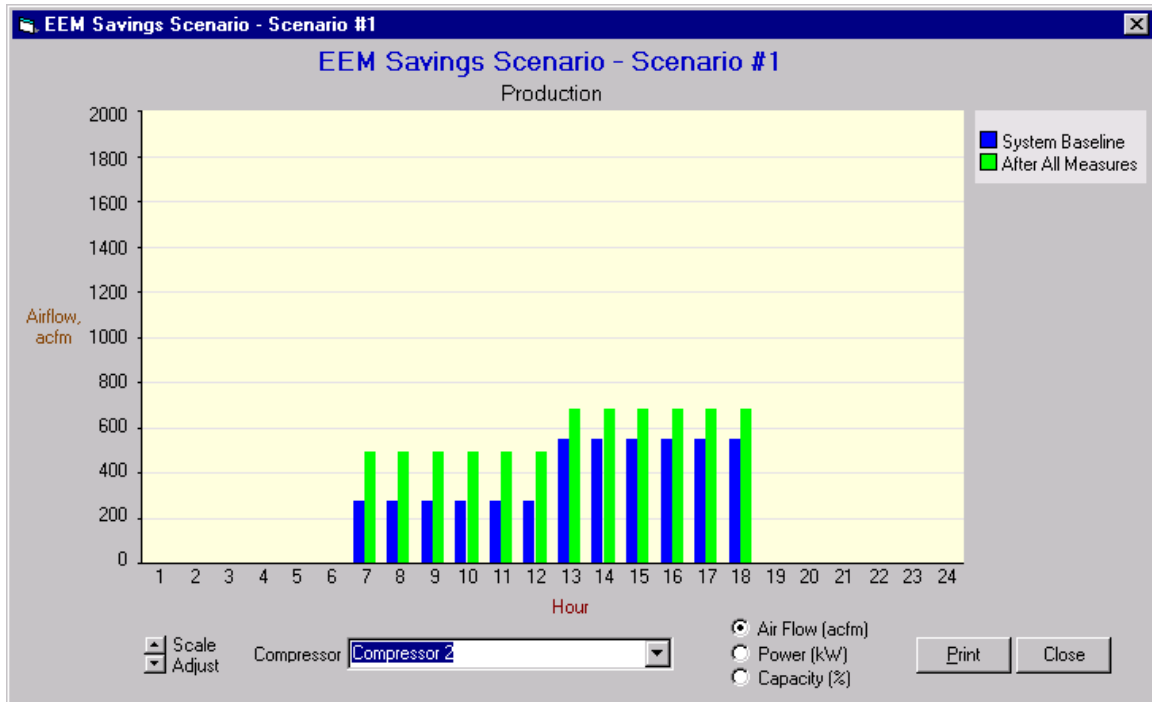 EEM Savings Scenario - Scenario #1
EEM Savings Scenario - Scenario #1
Production
2000
1800
1600
1400
1200
1000
800
600
400
200
0
Airflow,
acfm
1 2 3 4 5 6 7 8 9 10 11 12 13 14 15 16 17 18 19 20 21 22 23 24
Hour
System Baseline
After All Measures
Scale
Adjust
Compressor
Compressor 2
Air Flow (acfm)
Power (kW)
Capacity (%)
Print
Close